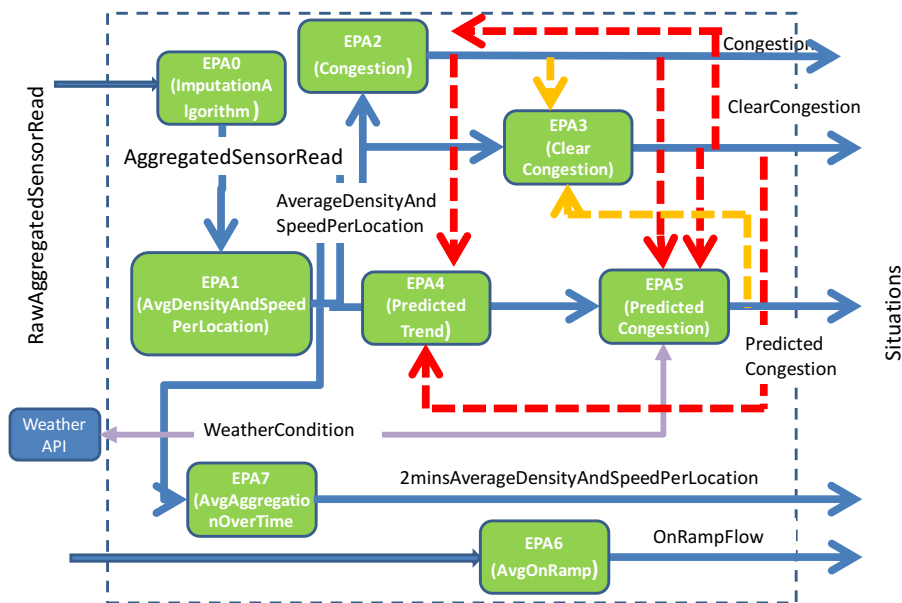 EPA2
(Congestion)
Congestion
EPA0
(ImputationA
lgorithm)
RawAggregatedSensorRead
ClearCongestion
EPA3
(Clear
Congestion)
AggregatedSensorRead
AverageDensityAnd
SpeedPerLocation
EPA1
(AvgDensityAndSpeed
PerLocation)
EPA4
(Predicted
Trend)
EPA5
(Predicted
Congestion)
Situations
Predicted
Congestion
Weather
API
WeatherCondition
EPA7
(AvgAggregatio
nOverTime
2minsAverageDensityAndSpeedPerLocation
EPA6
(AvgOnRamp)
OnRampFlow